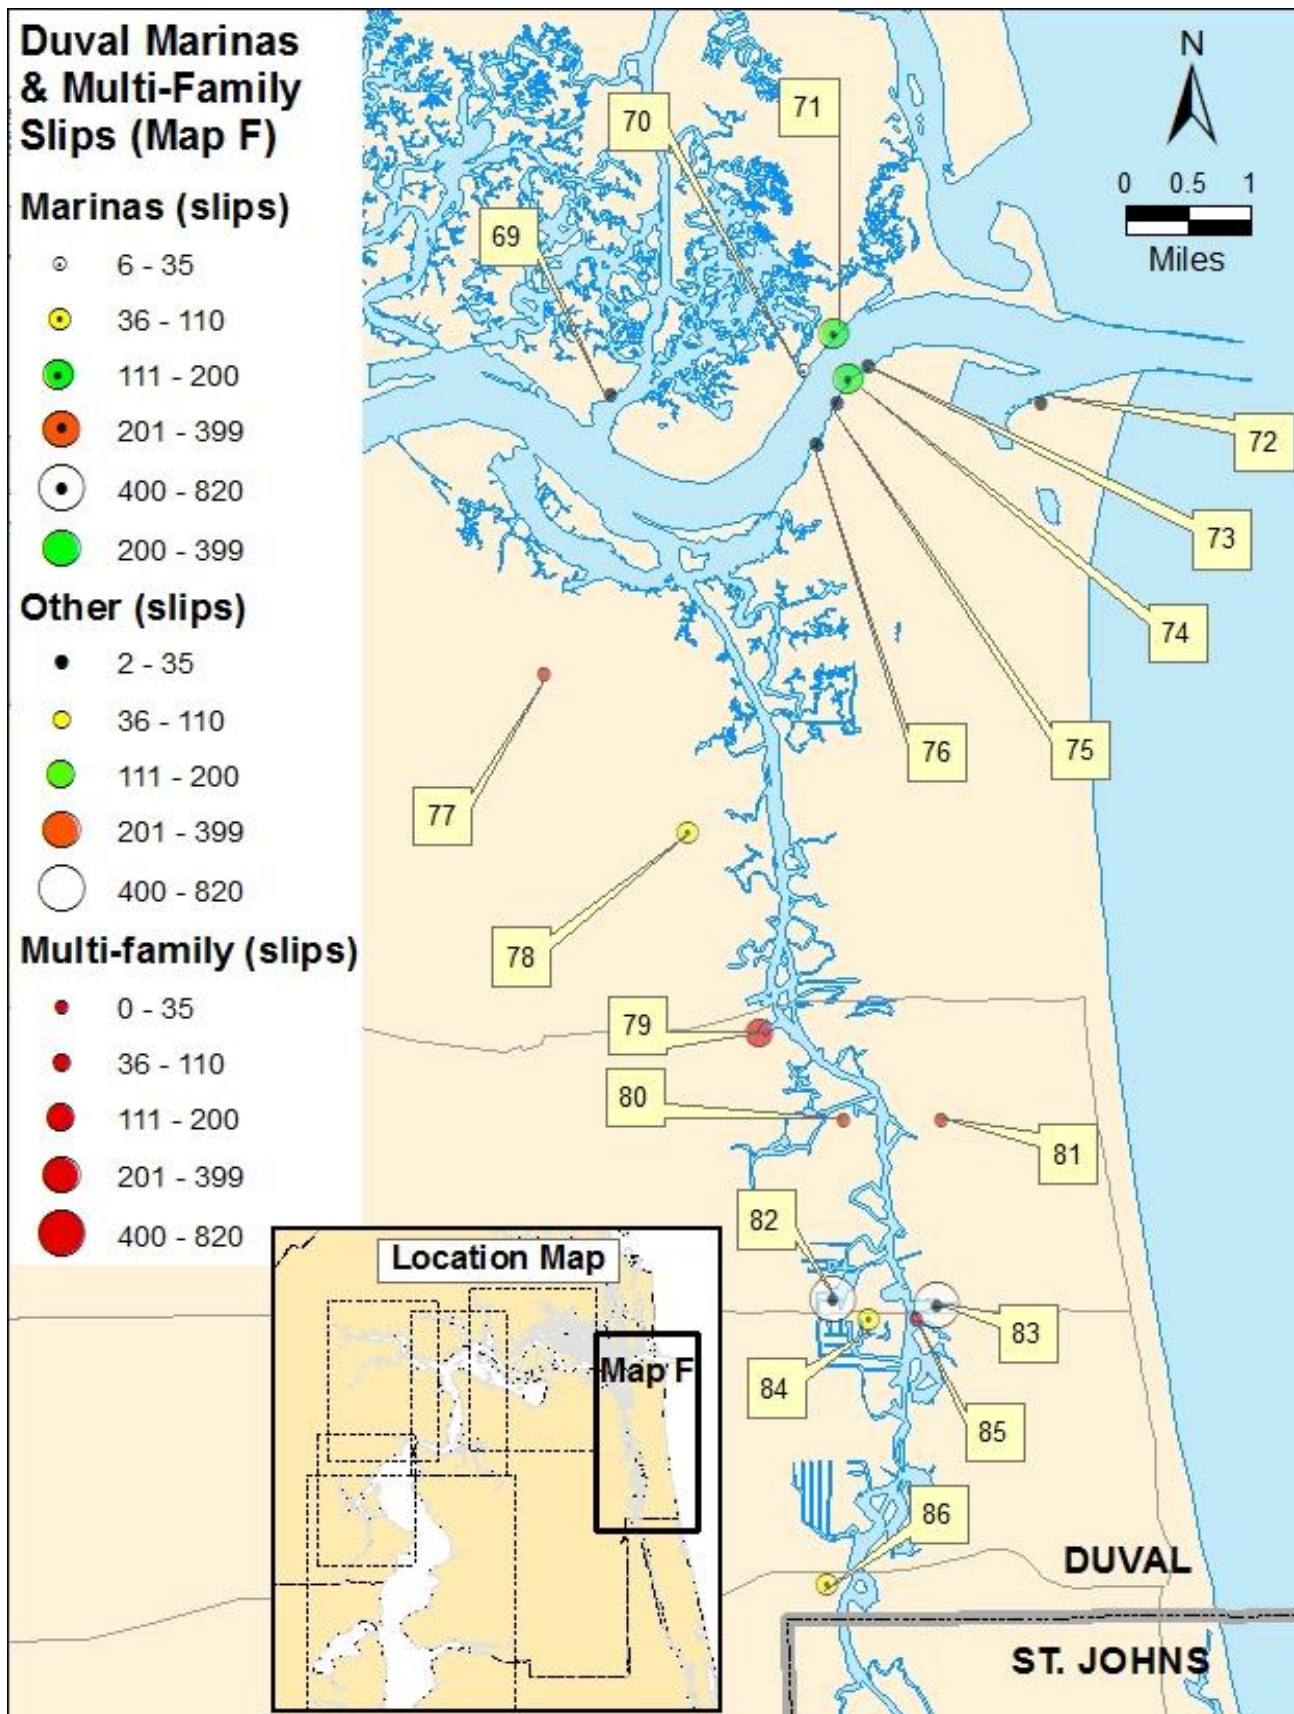 Duval Marinas
& Multi-Family
Slips (Map F)
Marinas (slips)
6 - 35
36 - 110
111 - 200
201 - 399
400 - 820
200 - 399
Other (slips)
2 - 35
36 - 110
111 - 200
201 - 399
400 - 820
Multi-family (slips)
0 - 35
36 - 110
111 - 200
201 - 399
400 - 820
N
0 0.5 1
Miles
69
70
71
72
73
74
75
76
77
78
79
80
81
82
83
84
85
86
DUVAL
ST. JOHNS
Location Map
Map F